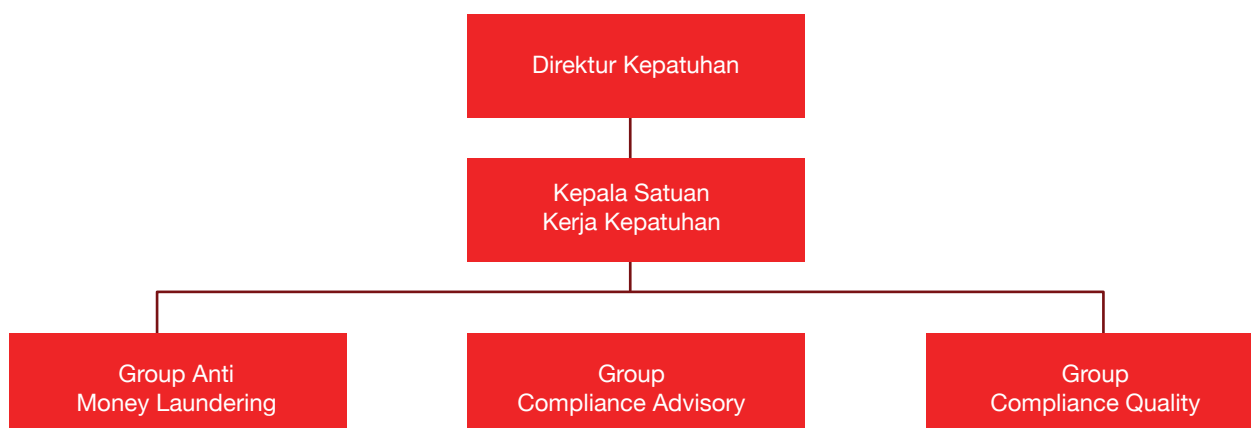 Direktur Kepatuhan
Kepala Satuan
Kerja Kepatuhan
Group Anti
Money Laundering
Group
Compliance Advisory
Group
Compliance Quality